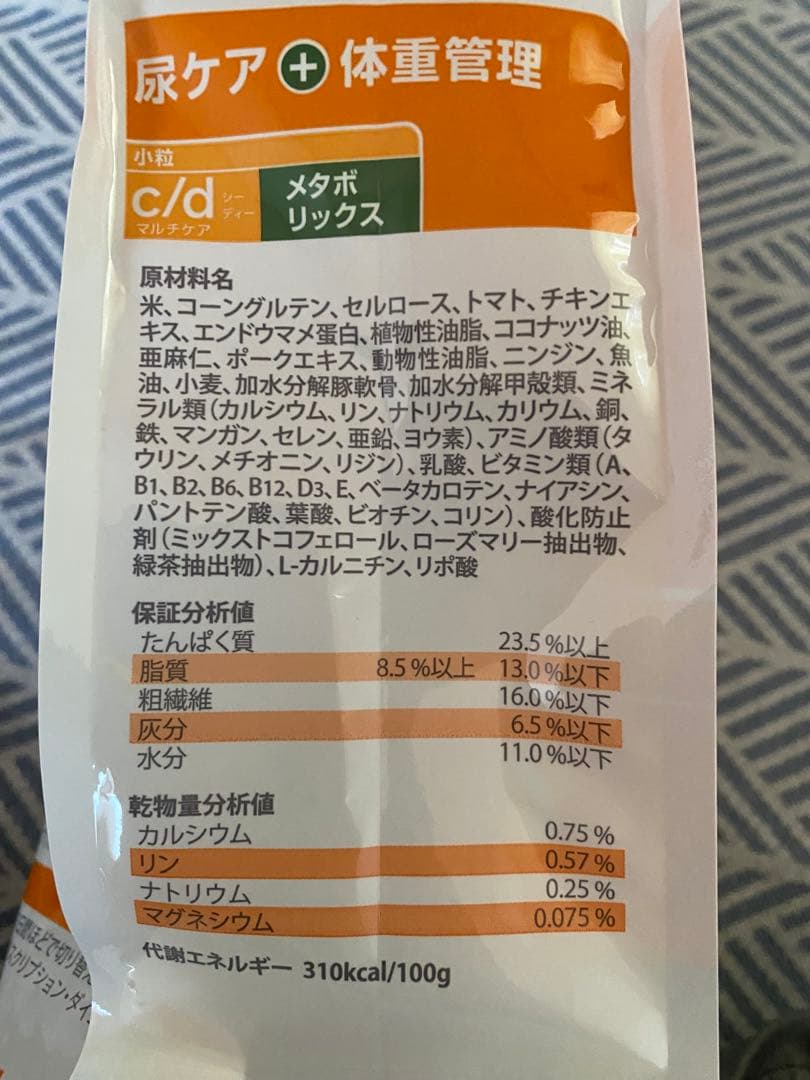 尿ケア + 体重管理
小粒
c/d シーディー
マルチケア
メタボ
リックス
原材料名
米、コーングルテン、セルロース、トマト、チキンエ
キス、エンドウマメ蛋白、植物性油脂、ココナッツ油、
亜麻仁、ポークエキス、動物性油脂、ニンジン、魚
油、小麦、加水分解豚軟骨、加水分解甲殻類、ミネ
ラル類（カルシウム、リン、ナトリウム、カリウム、銅、
鉄、マンガン、セレン、亜鉛、ヨウ素）、アミノ酸類（タ
ウリン、メチオニン、リジン）、乳酸、ビタミン類（A、
B1、B2、B6、B12、D3、E、ベータカロテン、ナイアシン、
パントテン酸、葉酸、ビオチン、コリン）、酸化防止
剤（ミックストコフェロール、ローズマリー抽出物、
緑茶抽出物）、L-カルニチン、リポ酸
保証分析値
たんぱく質 23.5%以上
脂質 8.5%以上 13.0%以下
粗繊維 16.0%以下
灰分 6.5%以下
水分 11.0%以下
乾物量分析値
カルシウム 0.75%
リン 0.57%
ナトリウム 0.25%
マグネシウム 0.075%
代謝エネルギー 310kcal/100g
ほどで切り替え
スクリプション・ダイ